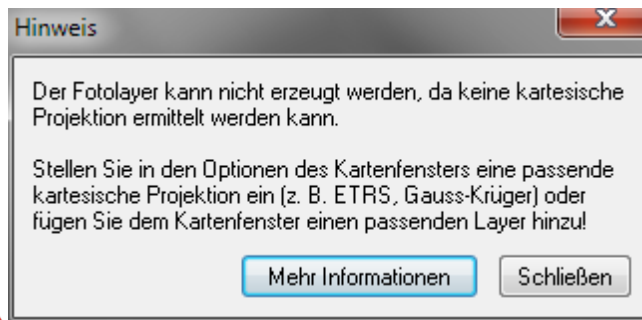 Hinweis
Der Fotolayer kann nicht erzeugt werden, da keine kartesische
Projektion ermittelt werden kann.
Stellen Sie in den Optionen des Kartenfensters eine passende
kartesische Projektion ein (z. B. ETRS, Gauss-Krüger) oder
fügen Sie dem Kartenfenster einen passenden Layer hinzu!
Mehr Informationen Schließen